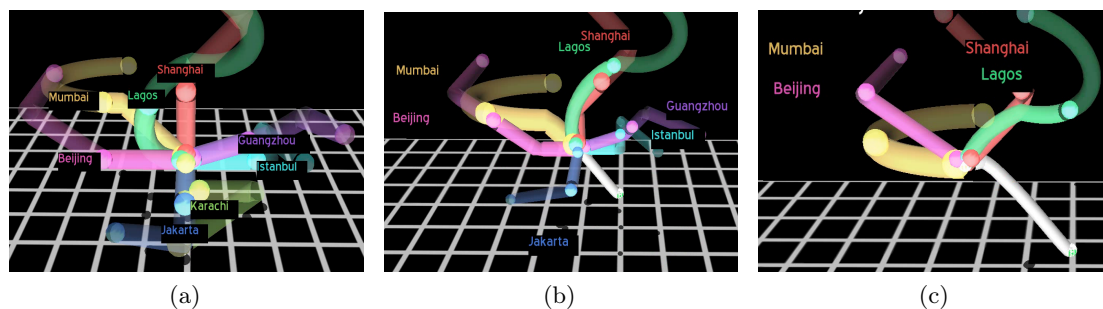 Shanghai
Mumbai
Lagos
Guangzhou
Beijing
Istanbul
Karachi
Jakarta
(a)
Shanghai
Lagos
Mumbai
Guangzhou
Beijing
Istanbul
Jakarta
(b)
Mumbai
Shanghai
Lagos
Beijing
(c)